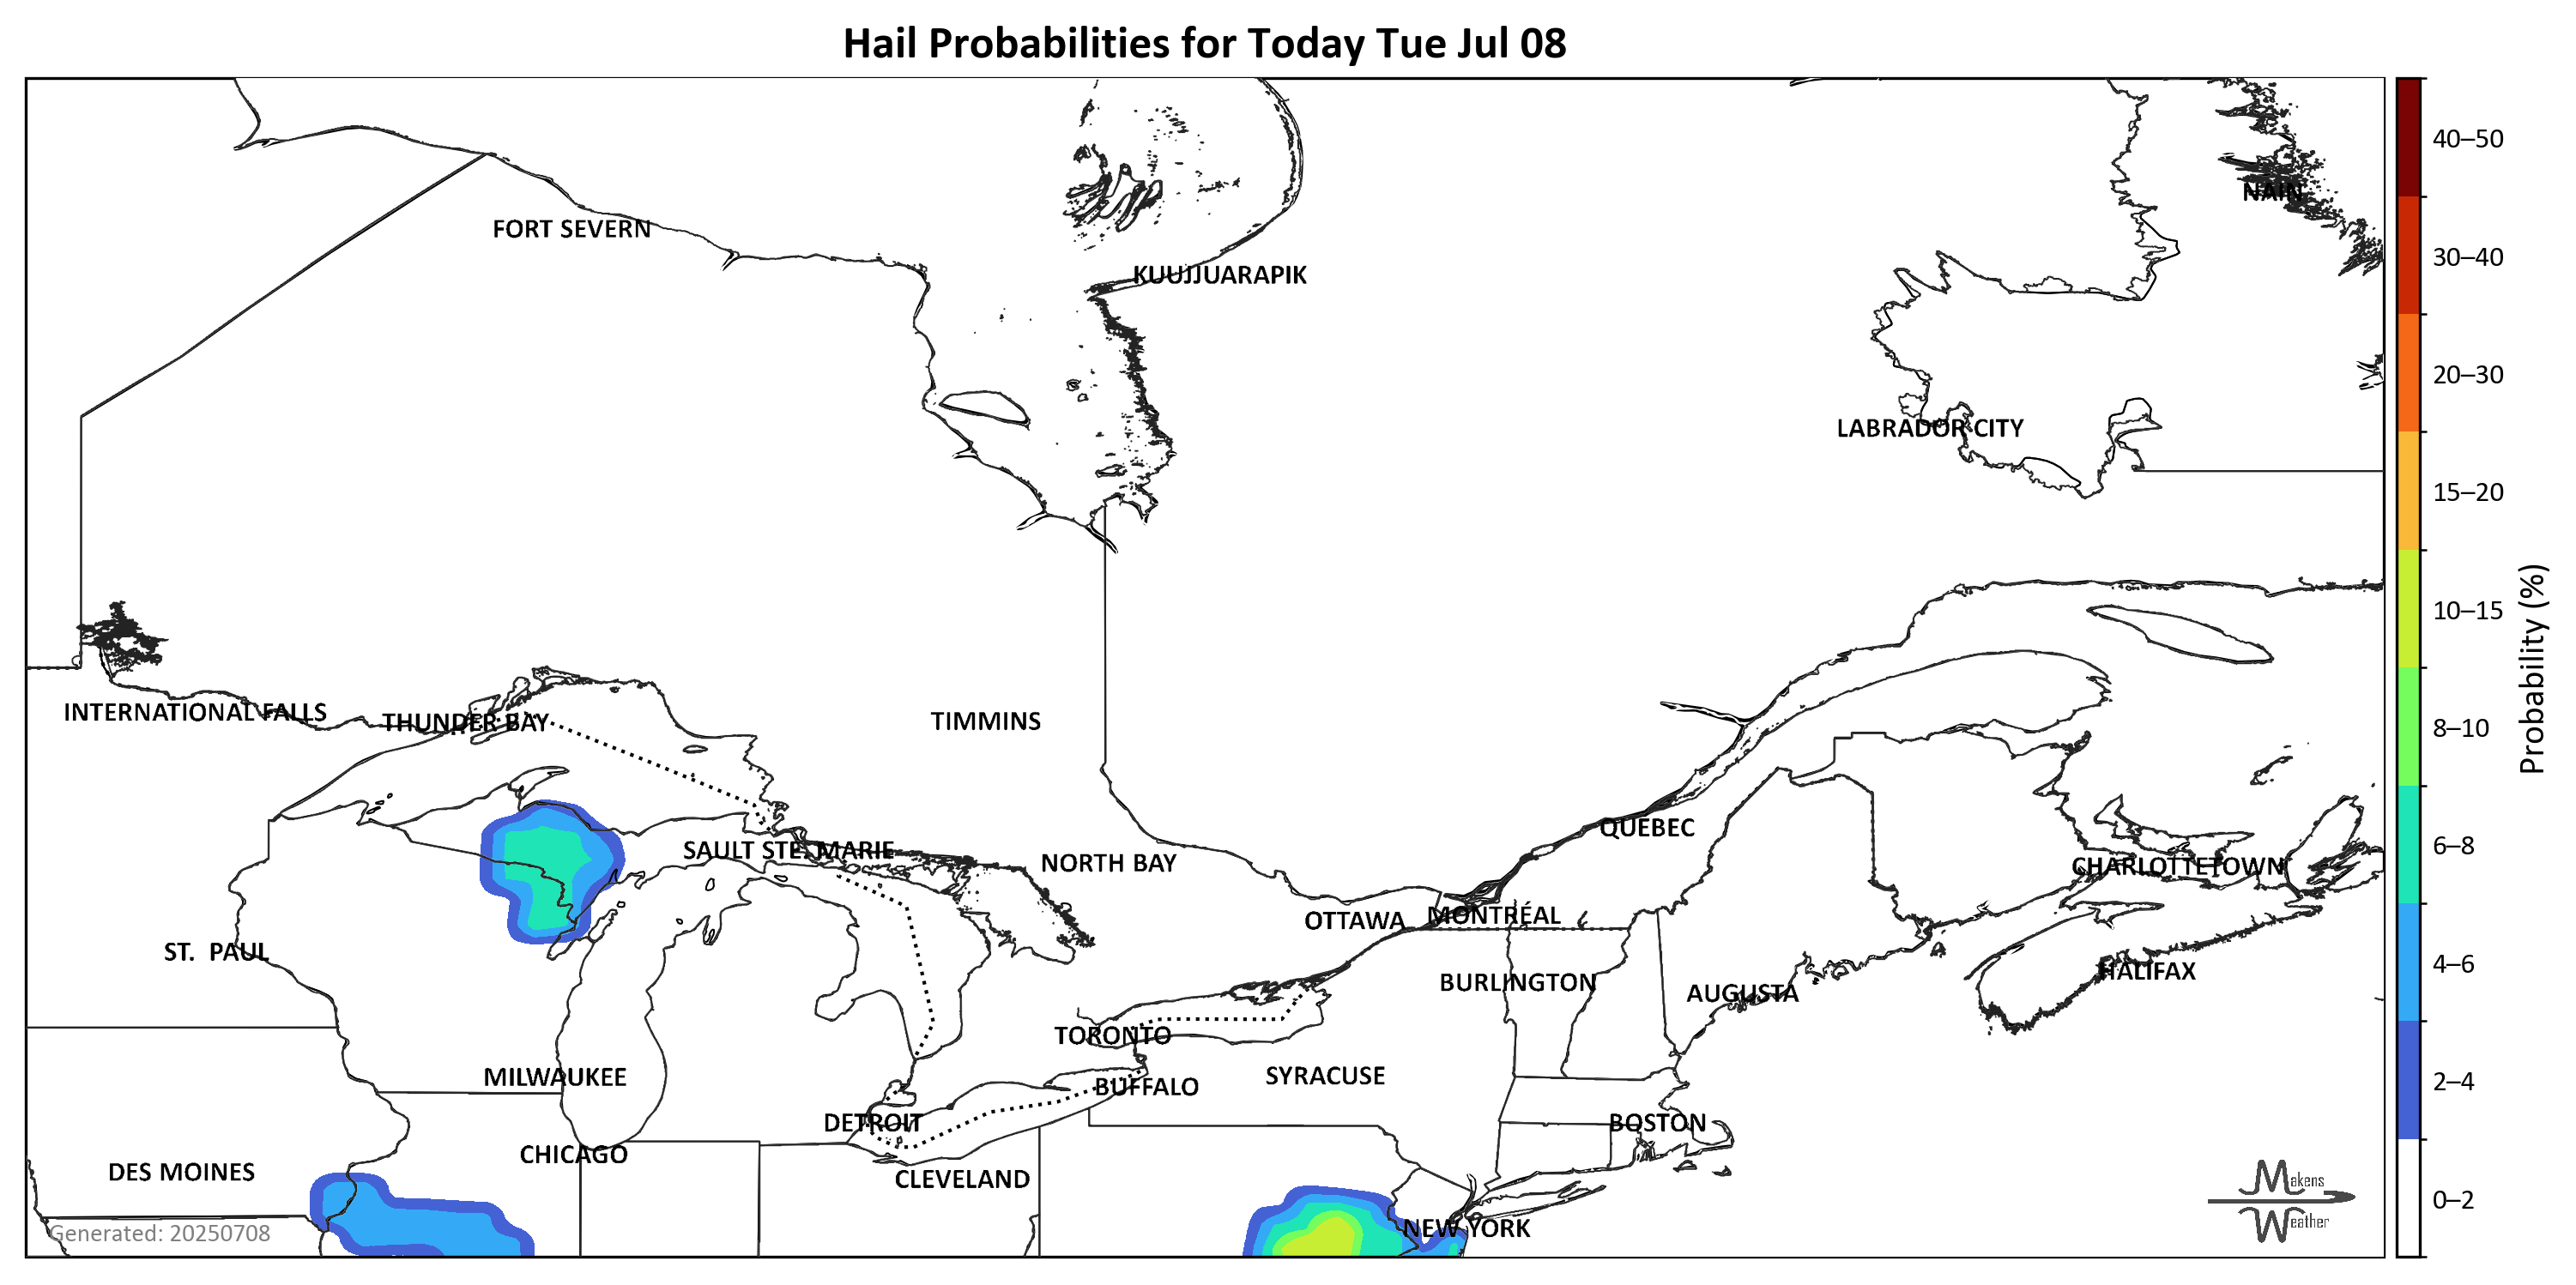 Hail Probabilities for Today Tue Jul 08
40–50
NAIN
FORT SEVERN
30–40
KUUJJUARAPIK
20–30
LABRADOR CITY
15–20
10–15
Probability (%)
INTERNATIONAL FALLS
THUNDER BAY
TIMMINS
8–10
QUÉBEC
SAULT STE. MARIE
NORTH BAY
CHARLOTTETOWN
6–8
OTTAWA
MONTRÉAL
ST. PAUL
HALIFAX
4–6
BURLINGTON
AUGUSTA
TORONTO
MILWAUKEE
BUFFALO
SYRACUSE
2–4
DETROIT
BOSTON
CHICAGO
DES MOINES
CLEVELAND
Makens
Weather
0–2
NEW YORK
Generated: 20250708